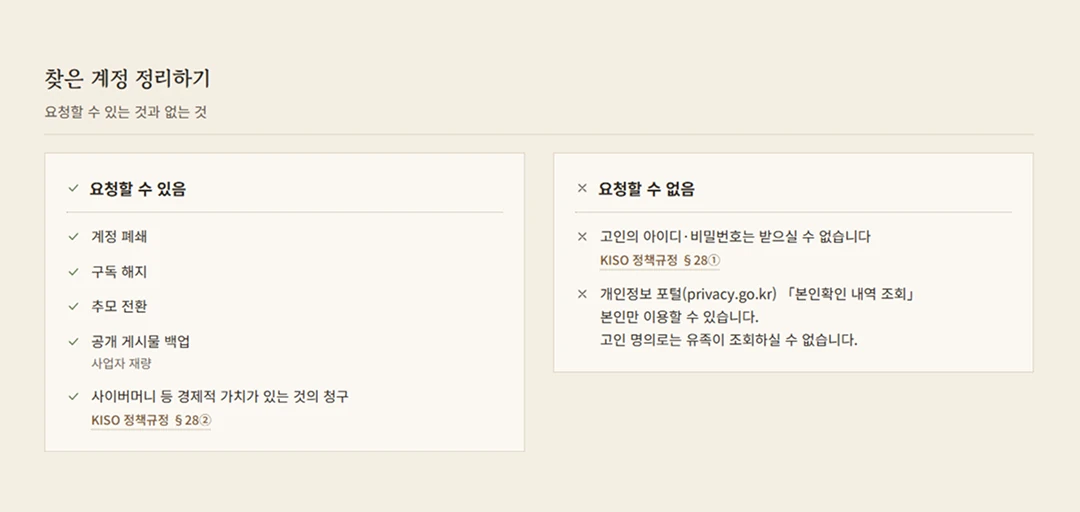 찾은 계정 정리하기
요청할 수 있는 것과 없는 것
요청할 수 있음
계정 폐쇄
구독 해지
추모 전환
공개 게시물 백업
사업자 재량
사이버머니 등 경제적 가치가 있는 것의 청구
KISO 정책규정 §28②
요청할 수 없음
고인의 아이디·비밀번호는 받으실 수 없습니다
KISO 정책규정 §28①
개인정보 포털(privacy.go.kr) 「본인확인 내역 조회」
본인만 이용할 수 있습니다.
고인 명의로는 유족이 조회하실 수 없습니다.